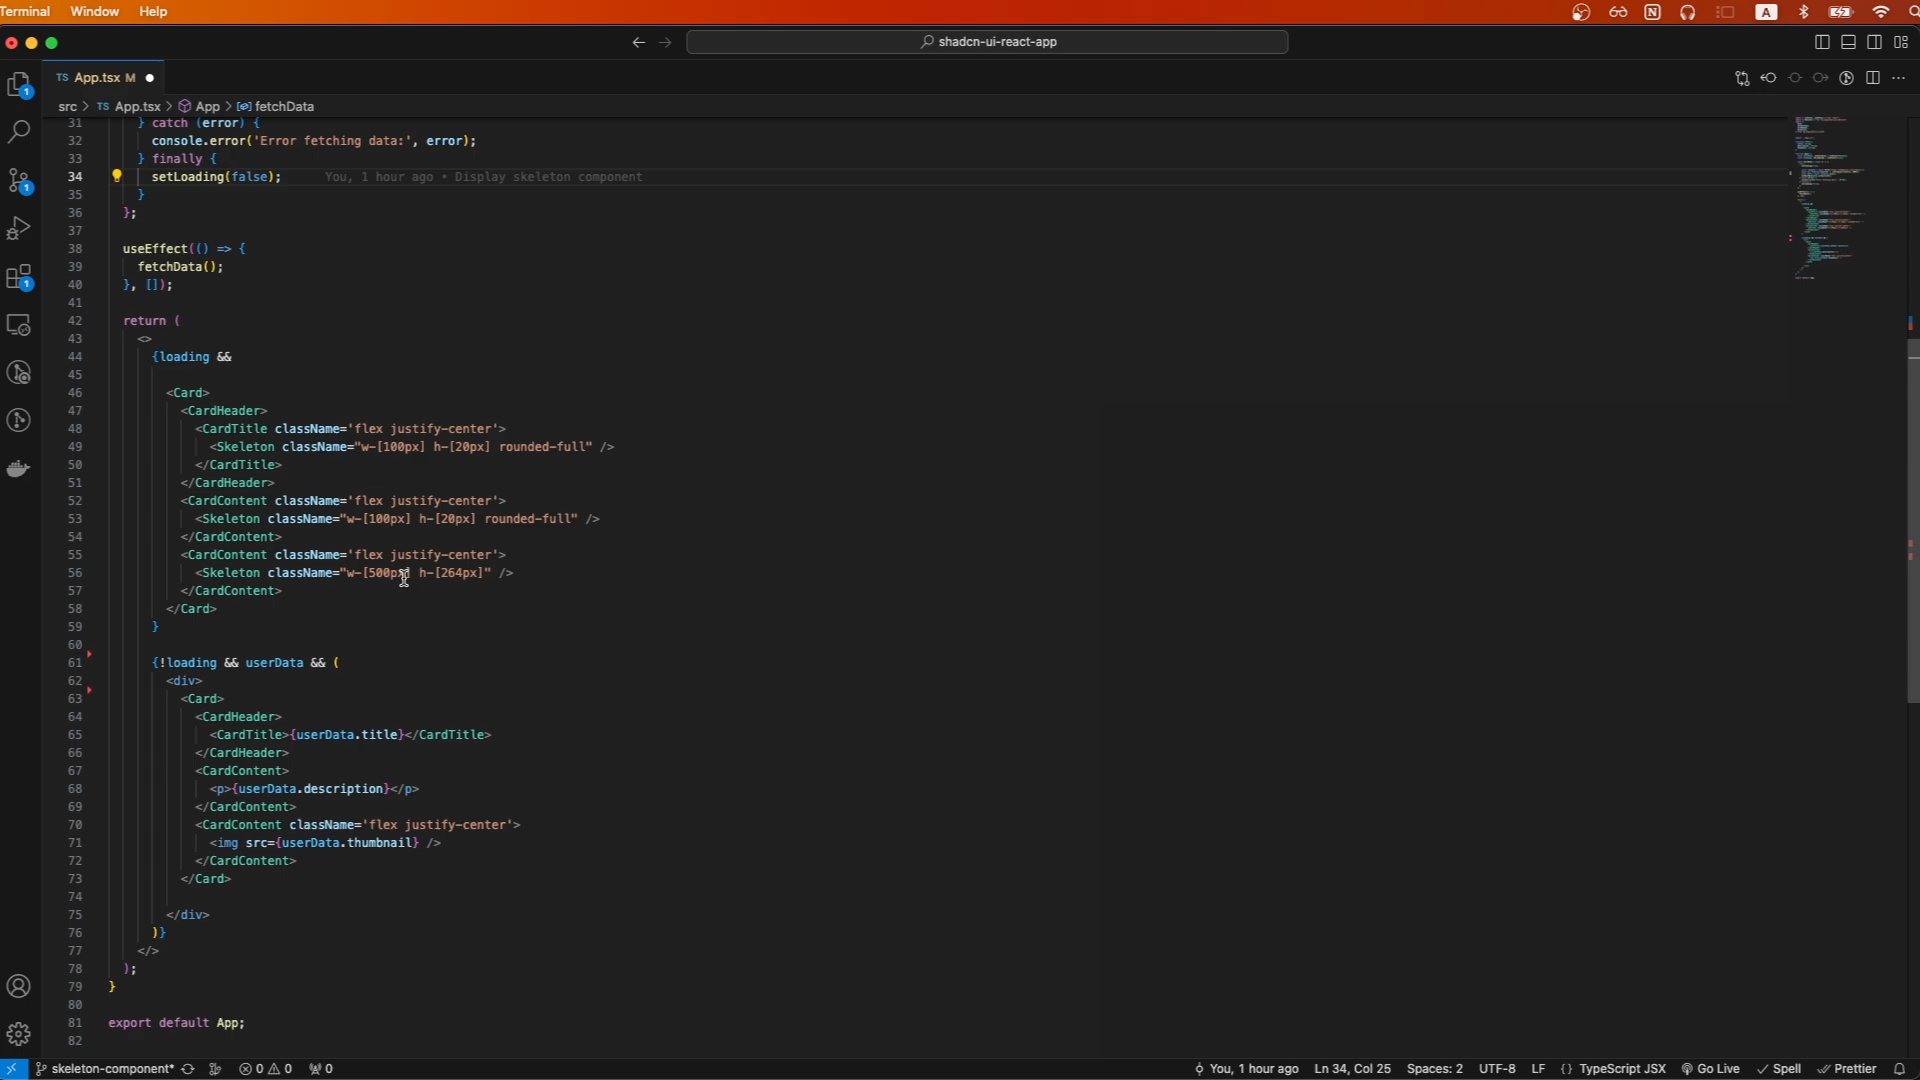 Terminal Window Help
N A
shadcn-ui-react-app
TS App.tsx M
src > TS App.tsx > App > fetchData
31 } catch (error) {
32 console.error('Error fetching data:', error);
33 } finally {
34 setLoading(false); You, 1 hour ago • Display skeleton component
35 }
36 };
37
38 useEffect(() => {
39 fetchData();
40 }, []);
41
42 return (
43 <>
44 {loading &&
45
46 <Card>
47 <CardHeader>
48 <CardTitle className='flex justify-center'>
49 <Skeleton className="w-[100px] h-[20px] rounded-full" />
50 </CardTitle>
51 </CardHeader>
52 <CardContent className='flex justify-center'>
53 <Skeleton className="w-[100px] h-[20px] rounded-full" />
54 </CardContent>
55 <CardContent className='flex justify-center'>
56 <Skeleton className="w-[500px] h-[264px]" />
57 </CardContent>
58 </Card>
59 }
60
61 {!loading && userData && (
62 <div>
63 <Card>
64 <CardHeader>
65 <CardTitle>{userData.title}</CardTitle>
66 </CardHeader>
67 <CardContent>
68 <p>{userData.description}</p>
69 </CardContent>
70 <CardContent className='flex justify-center'>
71 <img src={userData.thumbnail} />
72 </CardContent>
73 </Card>
74
75 </div>
76 )}
77 </>
78 );
79 }
80
81 export default App;
82
1
1
1
skeleton-component* 0 0 0 You, 1 hour ago Ln 34, Col 25 Spaces: 2 UTF-8 LF {} TypeScript JSX Go Live Spell Prettier